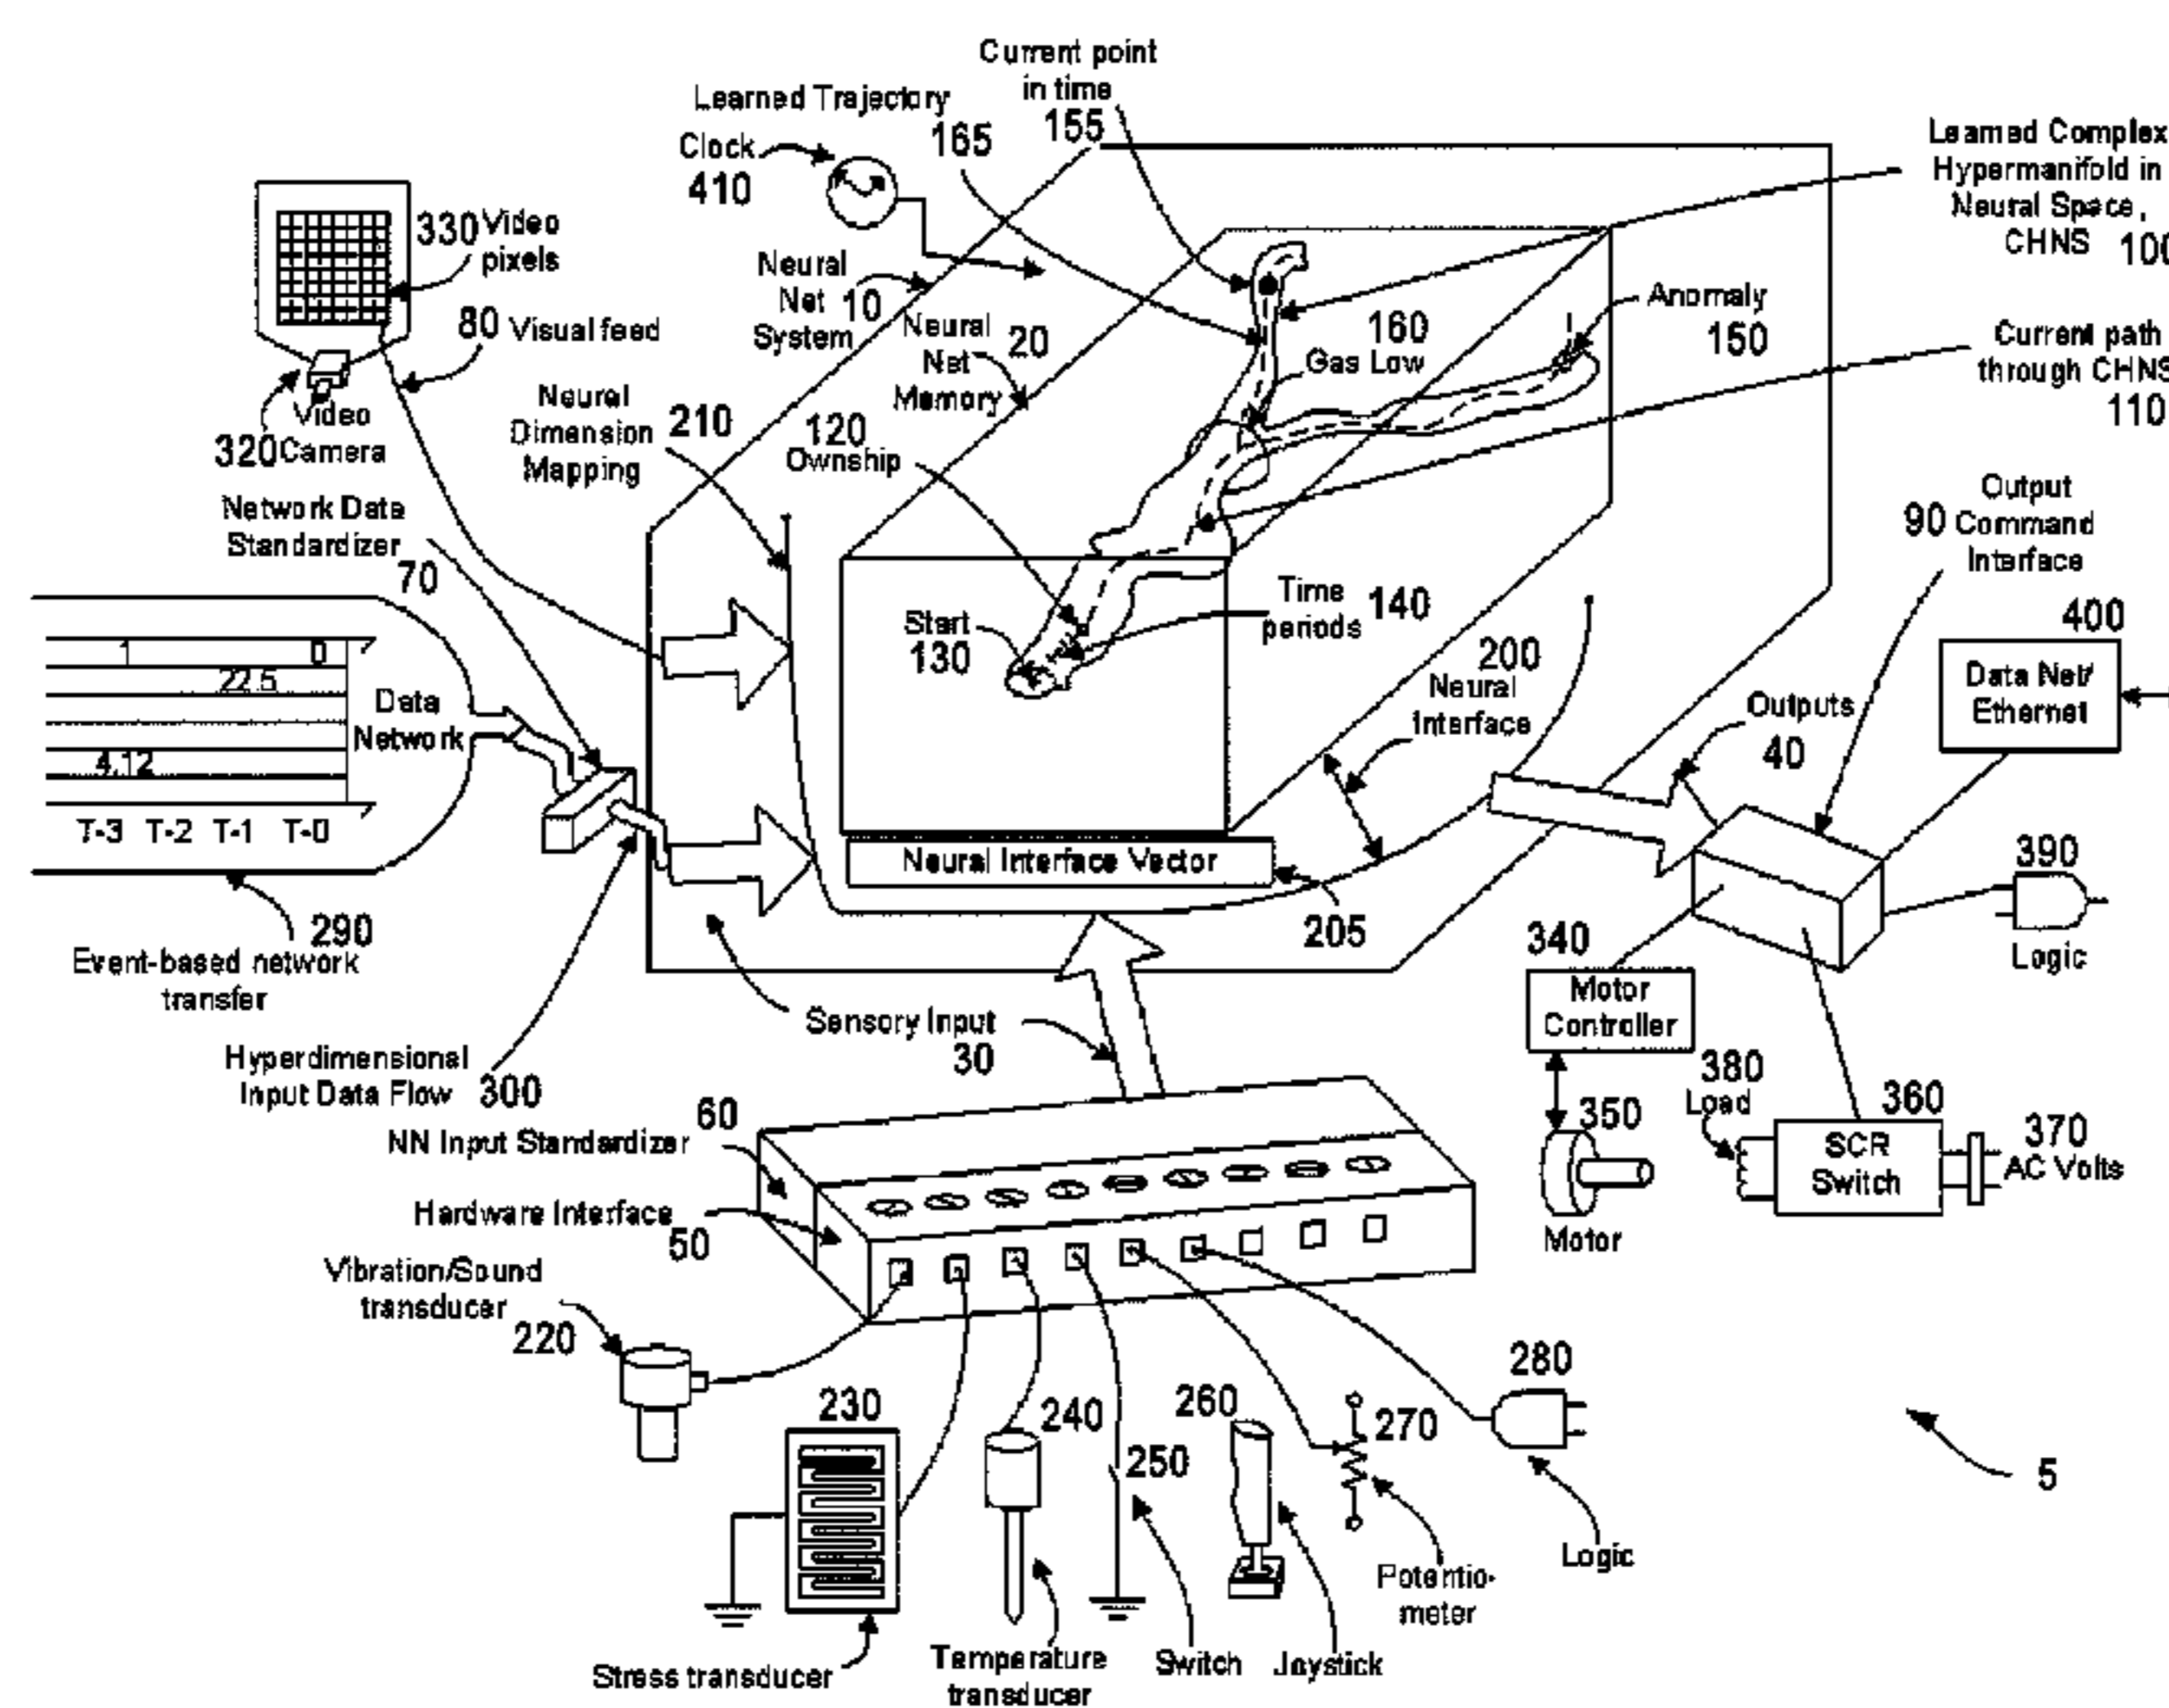 Current point
in time
155
Learned Trajectory
165
Clock
410
Learned Complex
Hypermanifold in
Neural Space,
CHNS 100
330 Video
pixels
80 Visual feed
Video
Camera
320
Neural
Net 10
System
Neural
Net 20
Memory
160
Gas Low
Anomaly
150
Current path
through CHNS
110
Neural
Dimension 210
Mapping
120
Ownship
Network Data
Standardizer
70
Output
90 Command
Interface
Start
130
Time
periods 140
200
Neural
Interface
400
Data Net/
Ethernet
Outputs
40
1 0
22.5
4.12
Data
Network
T-3 T-2 T-1 T-0
290
Event-based network
transfer
Neural Interface Vector
205
390
Logic
340
Motor
Controller
350
Motor
380
Load
360
SCR
Switch
370
AC Volts
Sensory Input
30
Hyperdimensional
Input Data Flow 300
60
NN Input Standardizer
Hardware Interface
50
Vibration/Sound
transducer
220
230
Stress transducer
240
Temperature
transducer
250
Switch
260
Joystick
270
Potentio-
meter
280
Logic
5